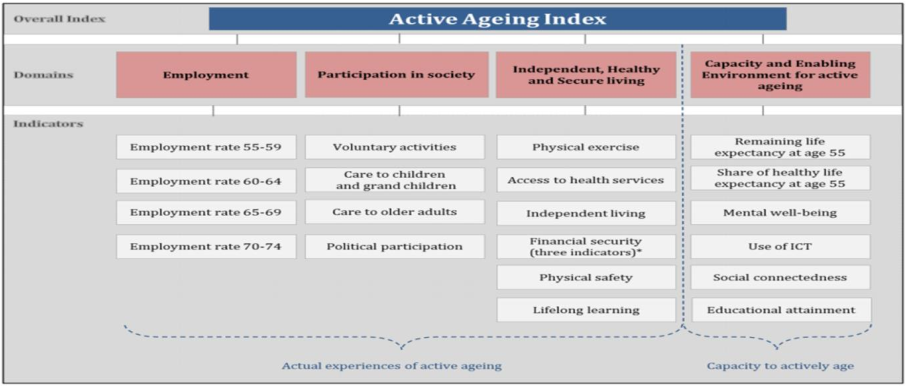 Overall Index
Active Ageing Index
Domains
Employment
Participation in society
Independent, Healthy
and Secure living
Capacity and Enabling
Environment for active
ageing
Indicators
Employment rate 55-59
Employment rate 60-64
Employment rate 65-69
Employment rate 70-74
Voluntary activities
Care to children
and grand children
Care to older adults
Political participation
Physical exercise
Access to health services
Independent living
Financial security
(three indicators)*
Physical safety
Lifelong learning
Remaining life
expectancy at age 55
Share of healthy life
expectancy at age 55
Mental well-being
Use of ICT
Social connectedness
Educational attainment
Actual experiences of active ageing
Capacity to actively age